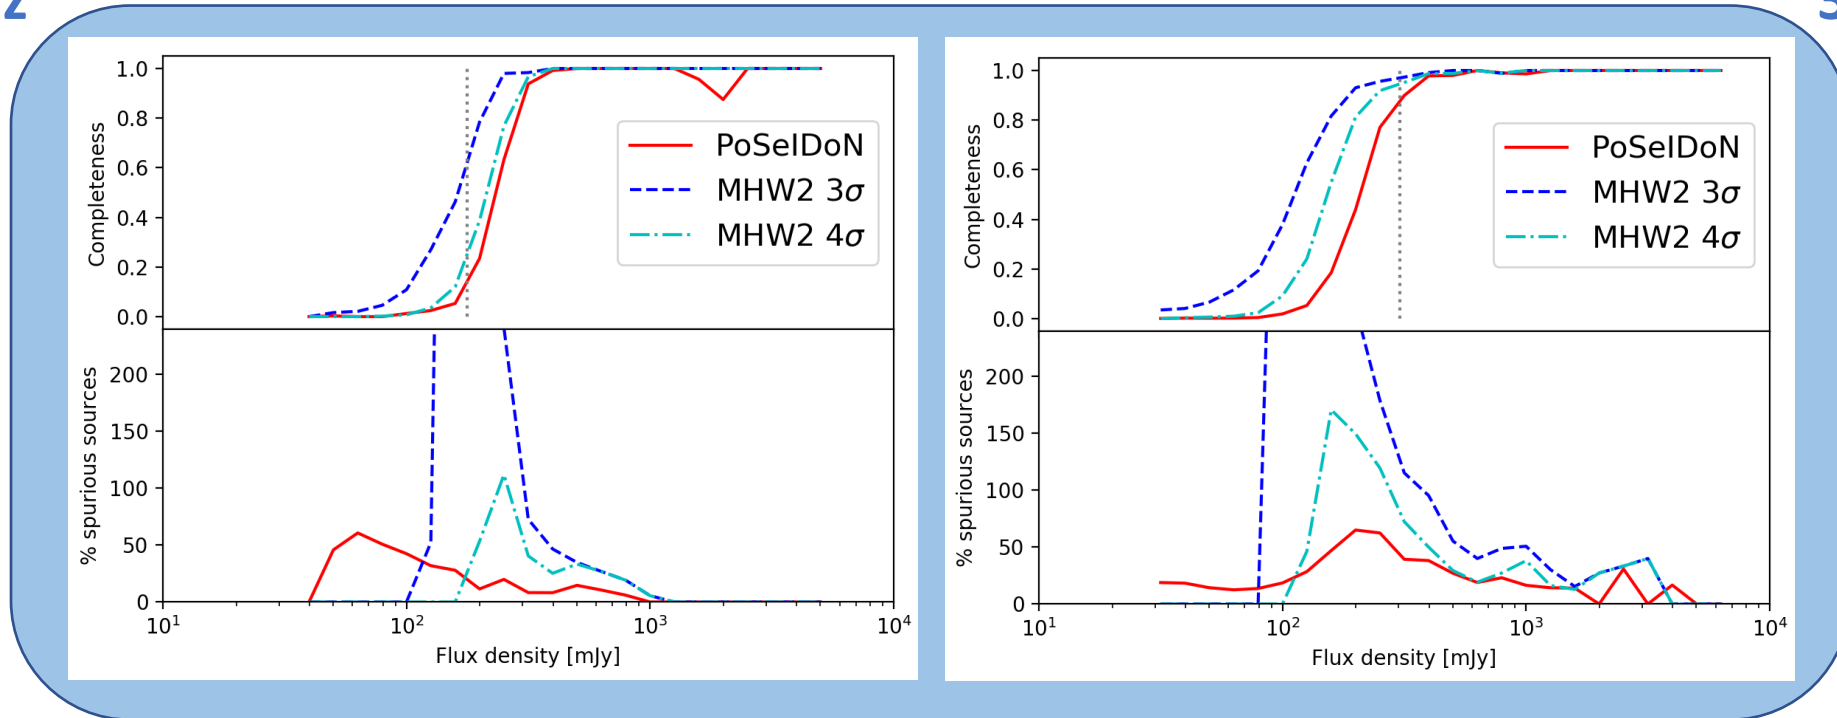 2
3
1.0
0.8
0.6
0.4
0.2
0.0
Completeness
PoSeIDoN
MHW2 3σ
MHW2 4σ
200
150
100
50
0
% spurious sources
10¹
10²
10³
10⁴
Flux density [mJy]
1.0
0.8
0.6
0.4
0.2
0.0
Completeness
PoSeIDoN
MHW2 3σ
MHW2 4σ
200
150
100
50
0
% spurious sources
10¹
10²
10³
10⁴
Flux density [mJy]